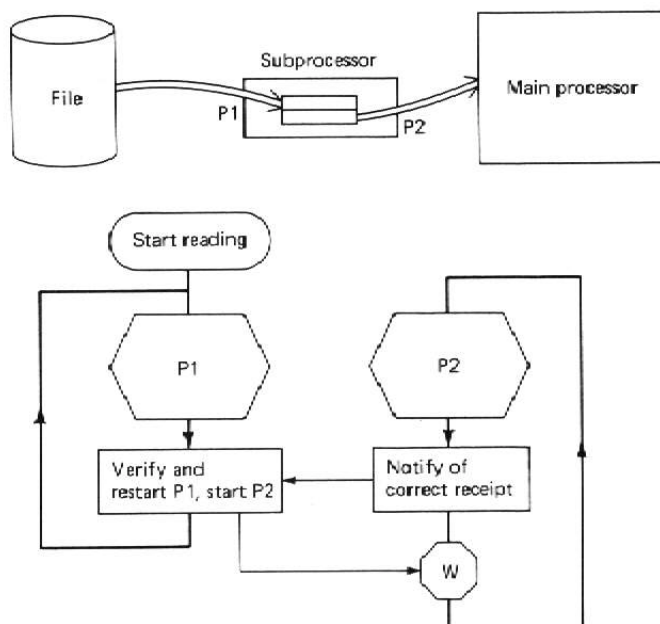 Subprocessor
File
P1
P2
Main processor
Start reading
P1
P2
Verify and
restart P1, start P2
Notify of
correct receipt
W